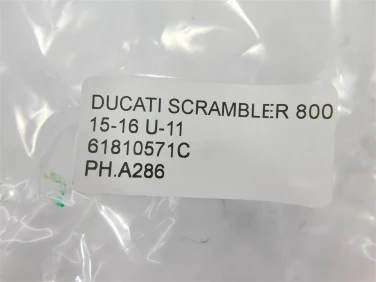 DUCATI SCRAMBLER 800
15-16 U-11
61810571C
PH.A286